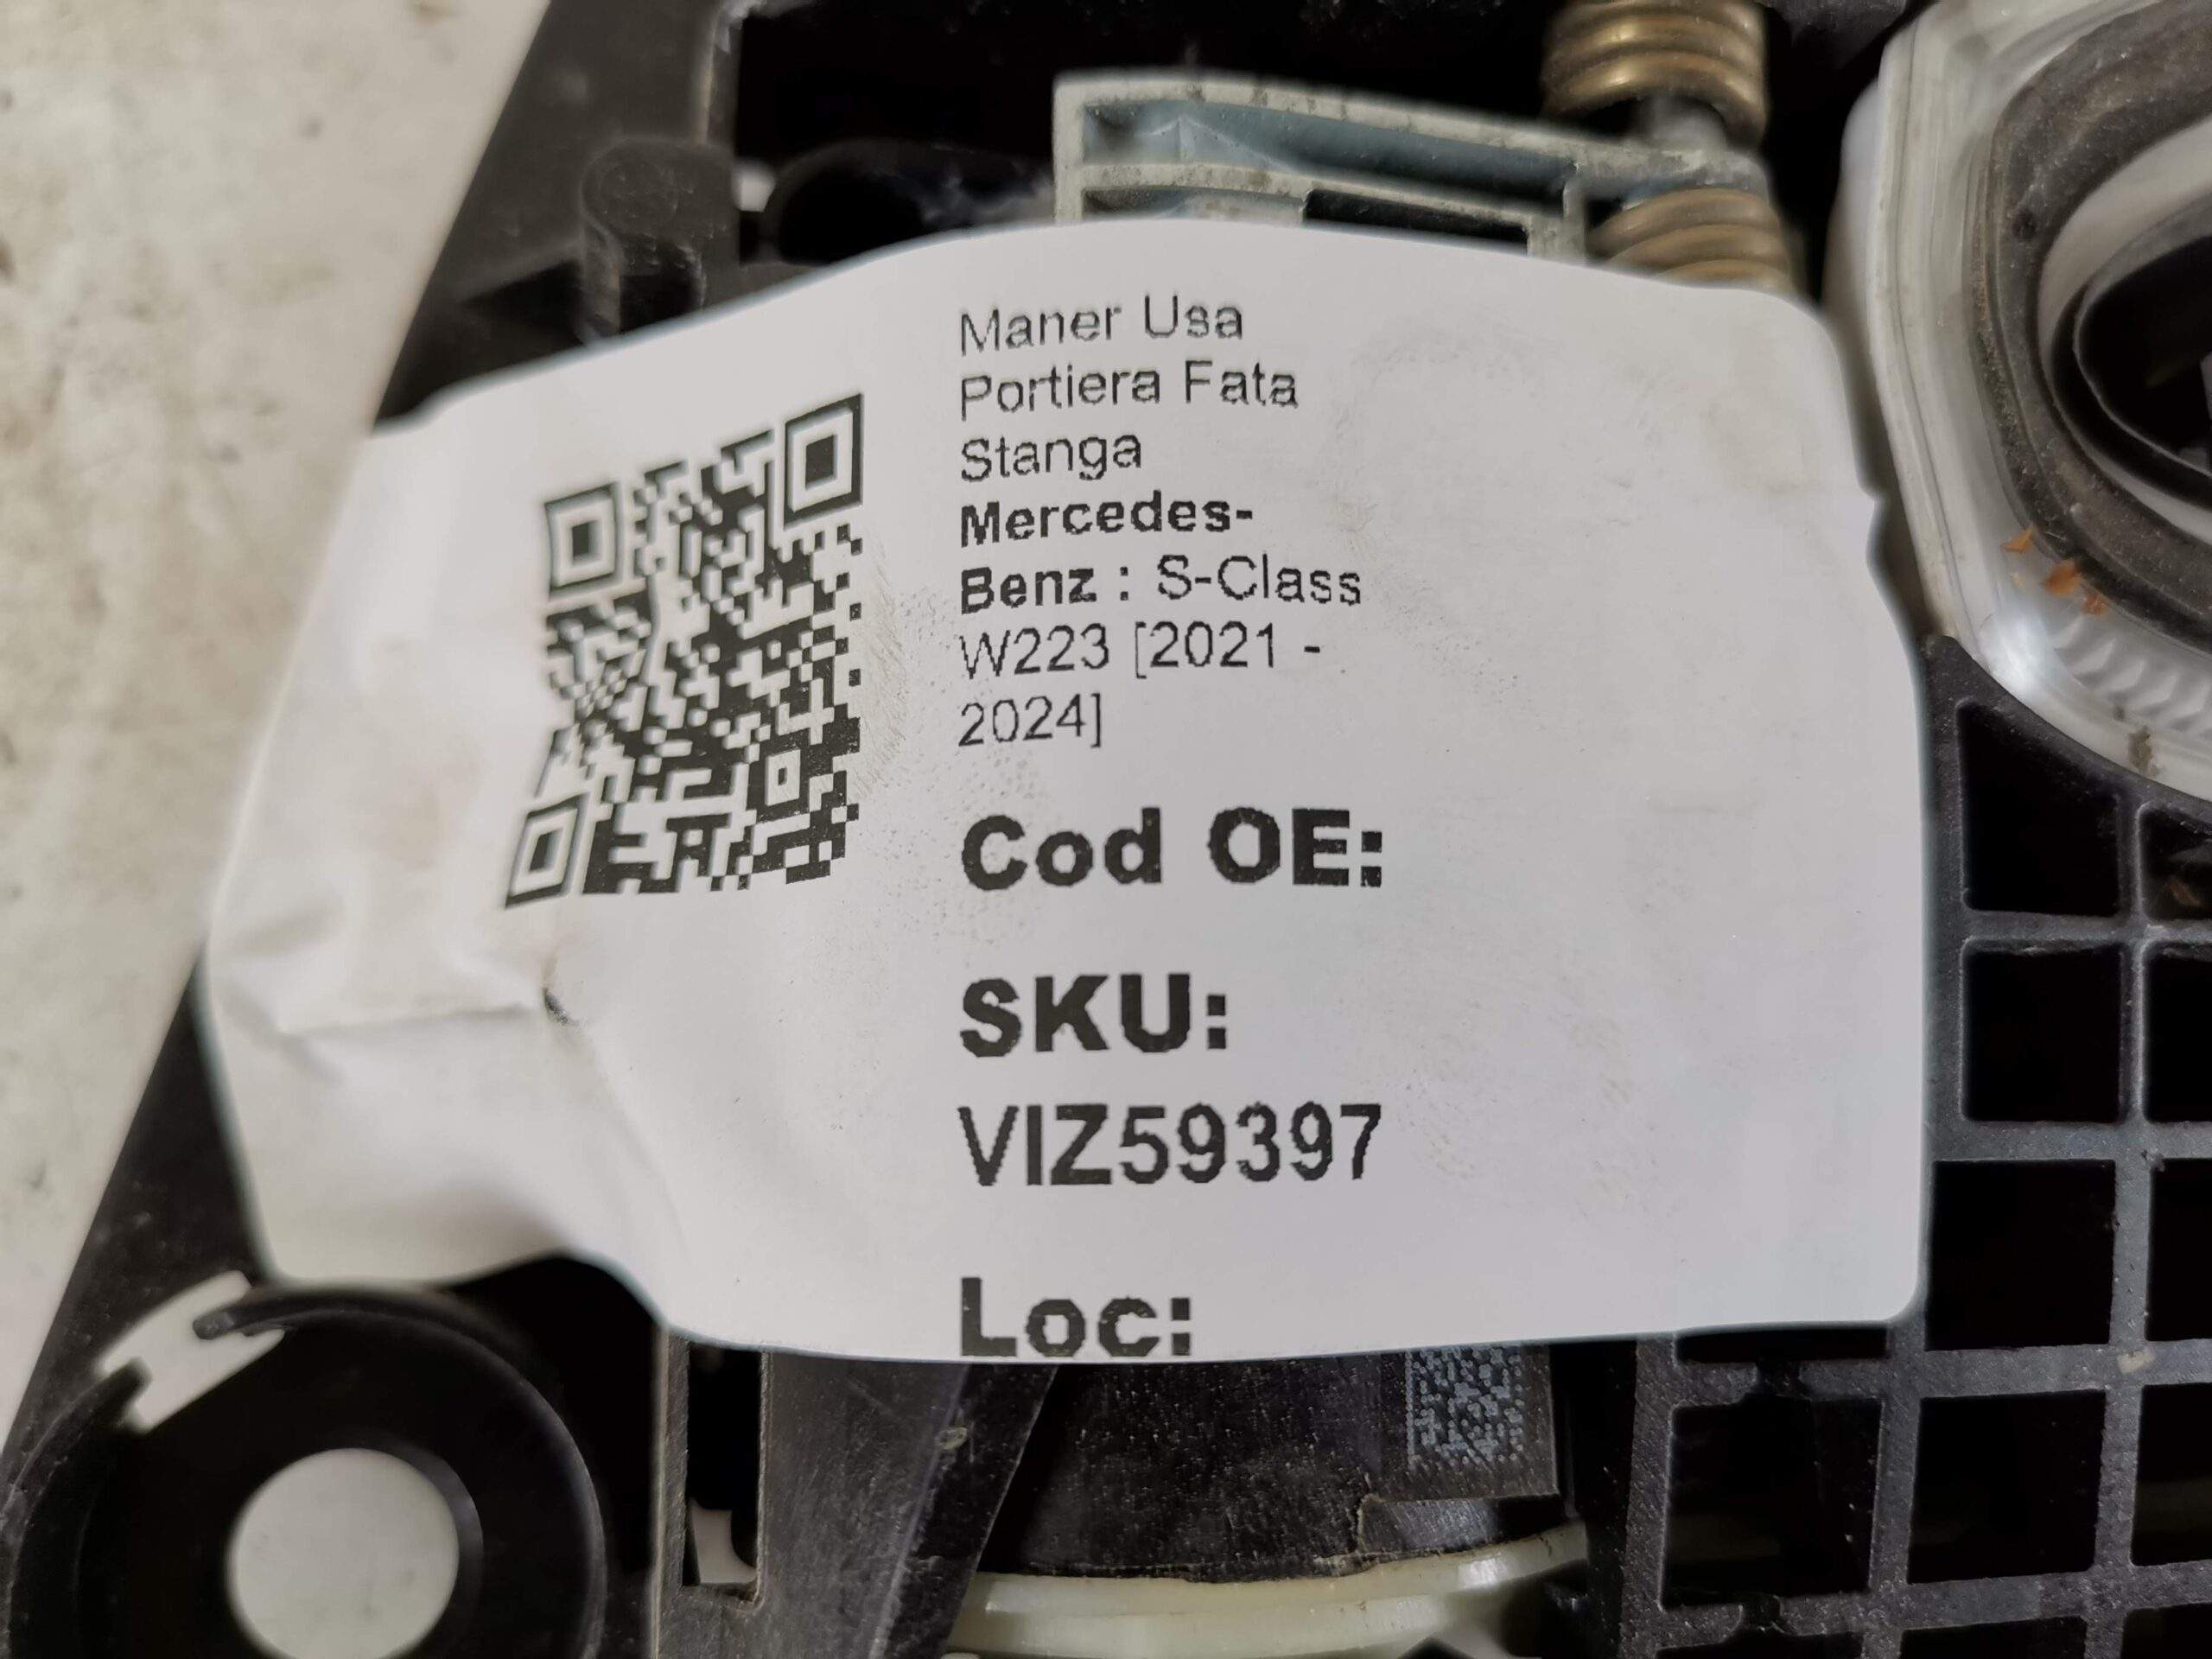 Maner Usa
Portiera Fata
Stanga
Mercedes-
Benz : S-Class
W223 [2021 -
2024]
Cod OE:
SKU:
VIZ59397
Loc: